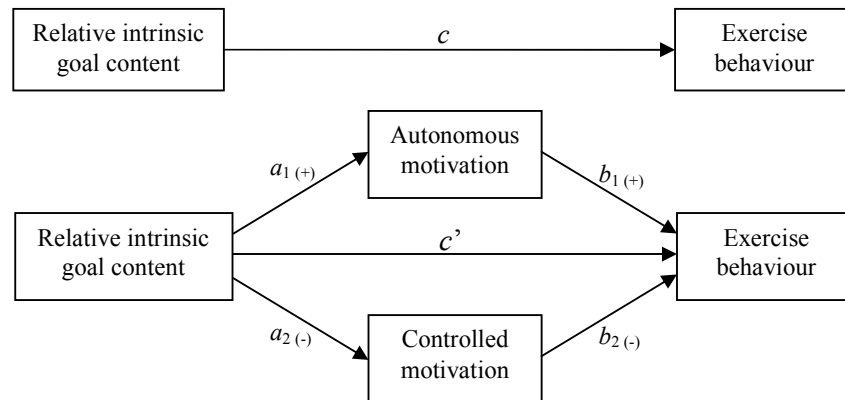 Relative intrinsic
goal content
c
Exercise
behaviour
Autonomous
motivation
a1 (+)
b1 (+)
Relative intrinsic
goal content
c’
Exercise
behaviour
a2 (-)
b2 (-)
Controlled
motivation